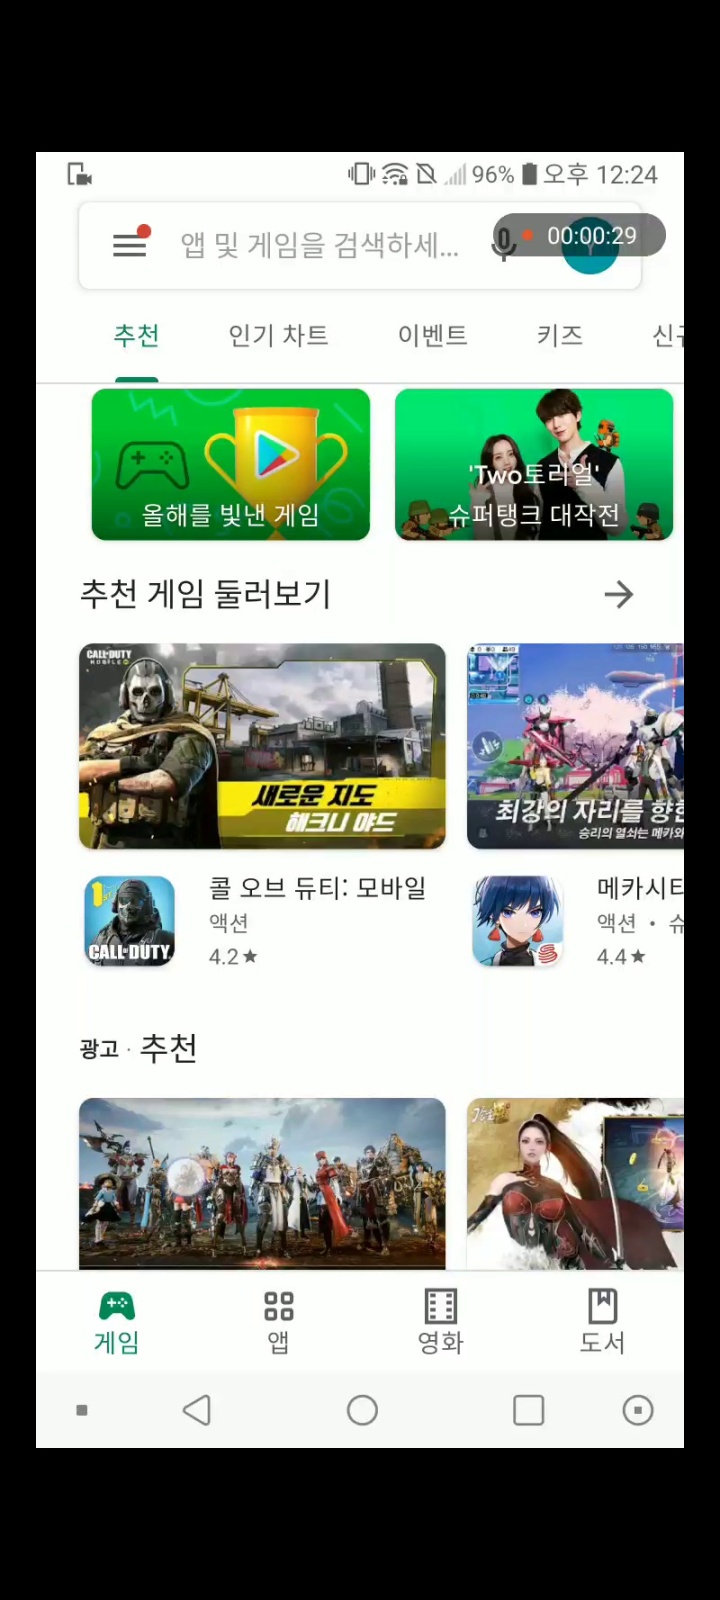 96% 오후 12:24
앱 및 게임을 검색하세...
00:00:29
추천 인기 차트 이벤트 키즈
올해를 빛낸 게임
'Two토리얼'
슈퍼탱크 대작전
추천 게임 둘러보기
CALL·DUTY
MOBILE
새로운 지도
해크니 야드
최강의 자리를 향한
승리의 열쇠는 메카와
1st
CALL·DUTY
콜 오브 듀티: 모바일
액션
4.2★
메카시티
액션 · 슈
4.4★
광고 · 추천
게임 앱 영화 도서